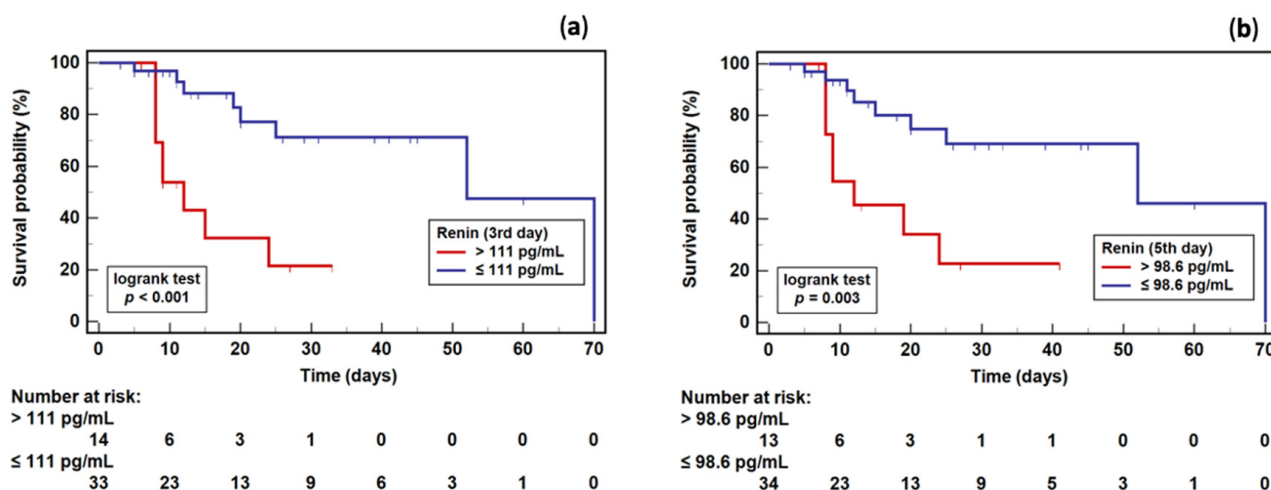 (a)
100
80
60
40
20
0
Survival probability (%)
Renin (3rd day)
> 111 pg/mL
≤ 111 pg/mL
logrank test
p < 0.001
0 10 20 30 40 50 60 70
Time (days)
Number at risk:
> 111 pg/mL
14 6 3 1 0 0 0 0
≤ 111 pg/mL
33 23 13 9 6 3 1 0
(b)
100
80
60
40
20
0
Survival probability (%)
Renin (5th day)
> 98.6 pg/mL
≤ 98.6 pg/mL
logrank test
p = 0.003
0 10 20 30 40 50 60 70
Time (days)
Number at risk:
> 98.6 pg/mL
13 6 3 1 1 0 0 0
≤ 98.6 pg/mL
34 23 13 9 5 3 1 0